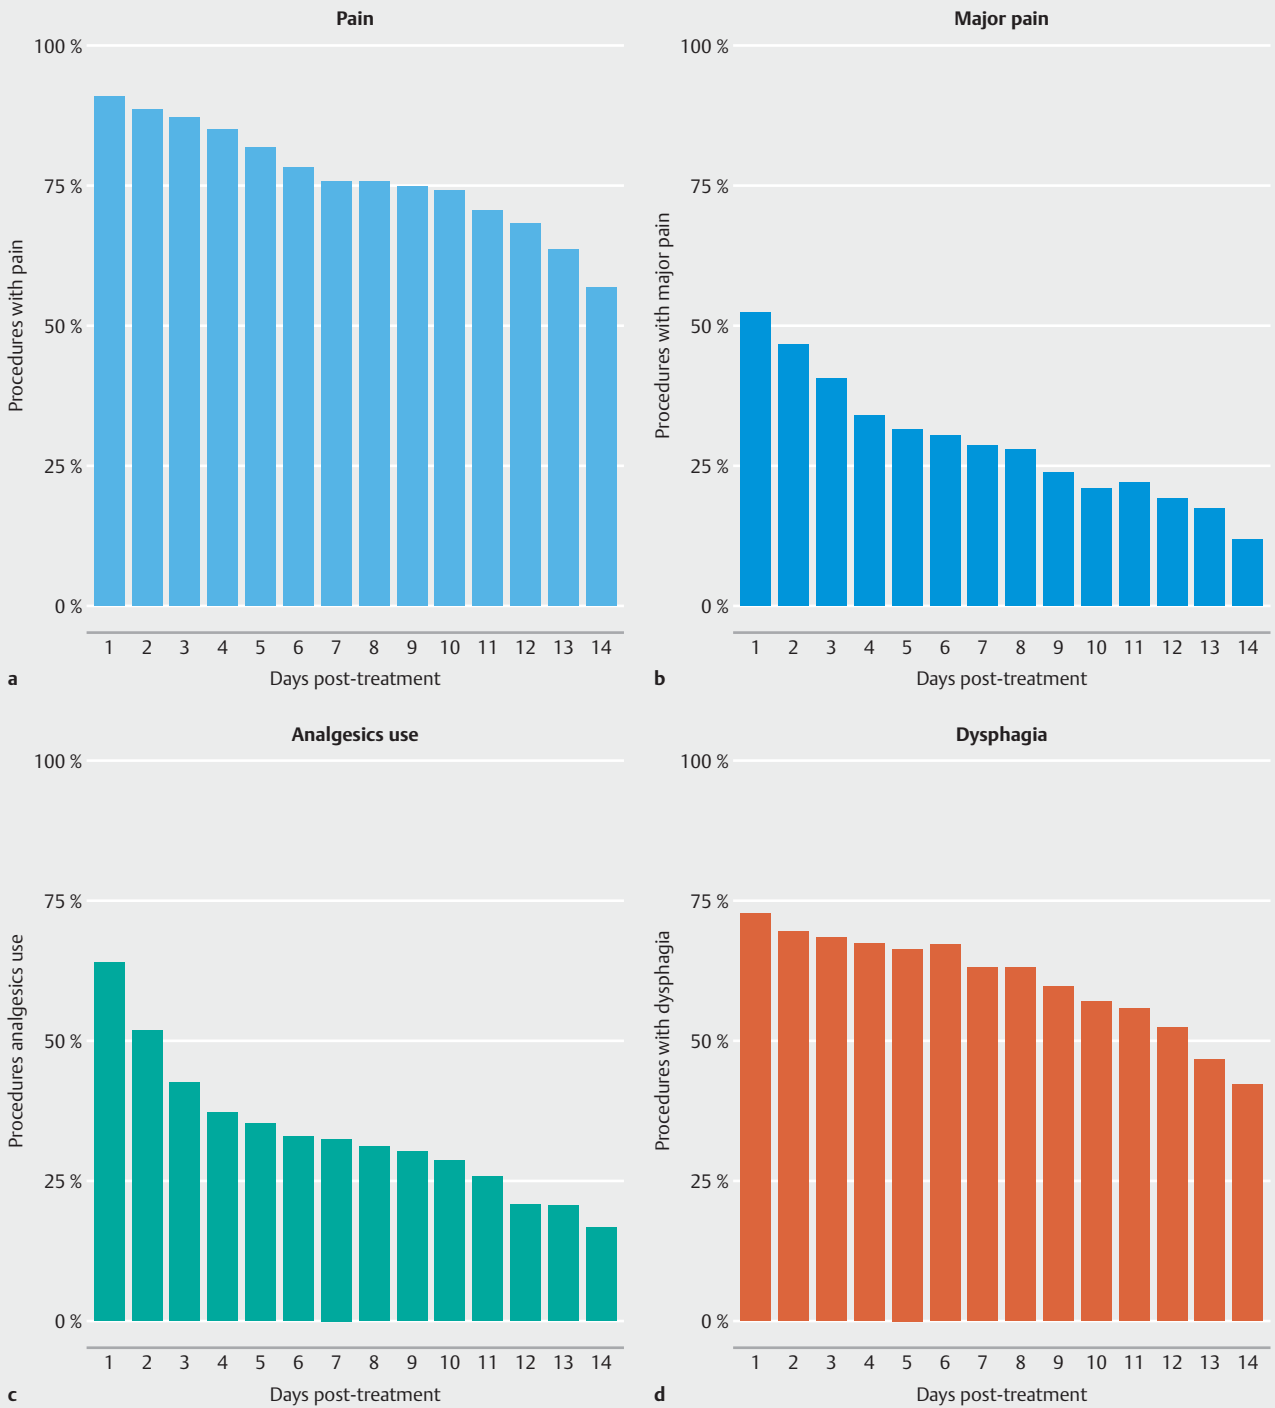 Pain
100 %
75 %
50 %
25 %
0 %
Procedures with pain
1 2 3 4 5 6 7 8 9 10 11 12 13 14
Days post-treatment
a
Major pain
100 %
75 %
50 %
25 %
0 %
Procedures with major pain
1 2 3 4 5 6 7 8 9 10 11 12 13 14
Days post-treatment
b
Analgesics use
100 %
75 %
50 %
25 %
0 %
Procedures analgesics use
1 2 3 4 5 6 7 8 9 10 11 12 13 14
Days post-treatment
c
Dysphagia
100 %
75 %
50 %
25 %
0 %
Procedures with dysphagia
1 2 3 4 5 6 7 8 9 10 11 12 13 14
Days post-treatment
d